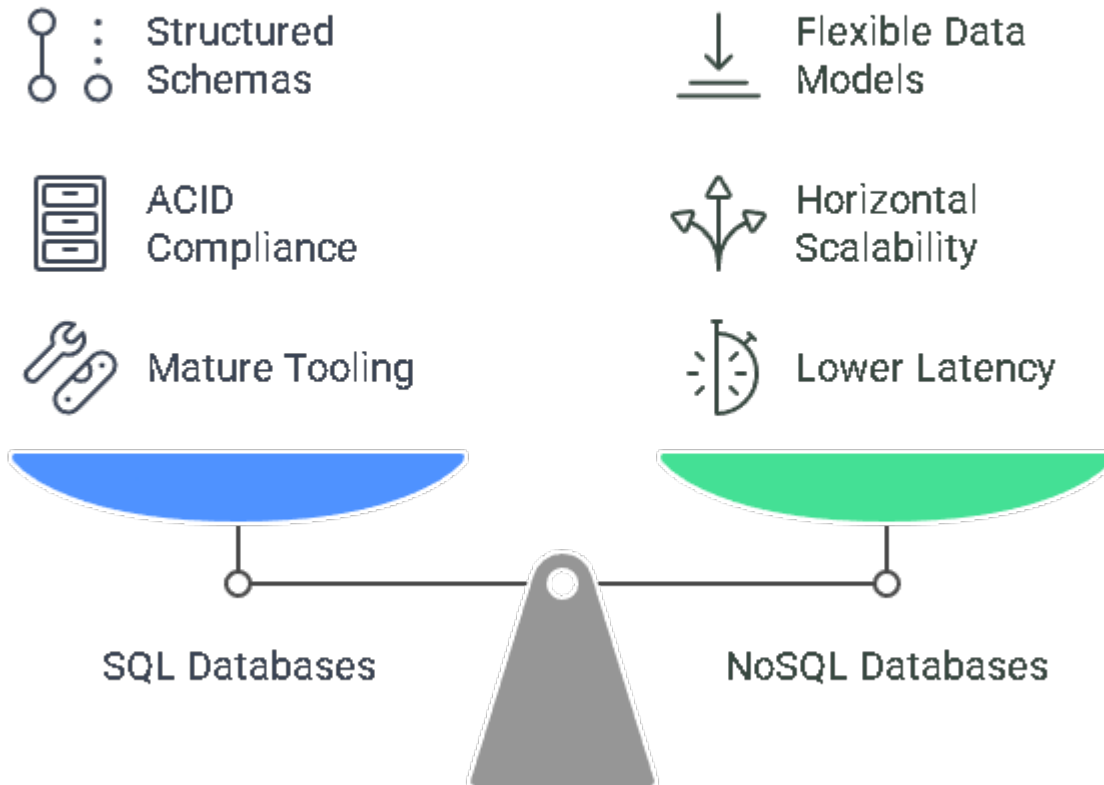 Structured
Schemas
ACID
Compliance
Mature Tooling
SQL Databases
Flexible Data
Models
Horizontal
Scalability
Lower Latency
NoSQL Databases